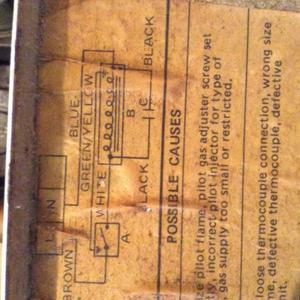 L N
BLUE
GREEN/YELLOW
BROWN
WHITE
BLACK
LACK
A
B
C
POSSIBLE CAUSES
pilot flame, pilot gas adjuster screw set
incorrect pilot injector for type of
gas supply too small or restricted.
loose thermocouple connection, wrong size
defective thermocouple, defective